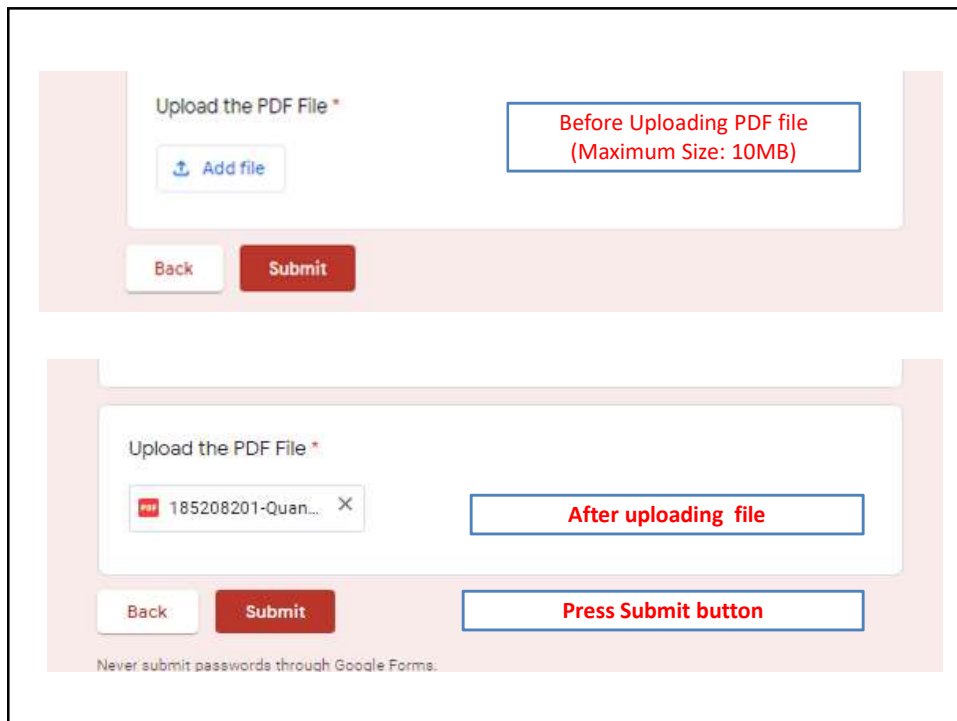 Upload the PDF File *
Before Uploading PDF file
(Maximum Size: 10MB)
Add file
Back
Submit
Upload the PDF File *
PDF
185208201-Quan...
After uploading file
Back
Submit
Press Submit button
Never submit passwords through Google Forms.